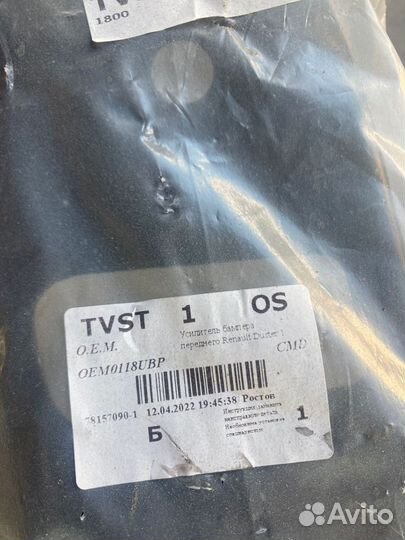 1800
TVST 1 OS
Усилитель бампера
переднего Renault Duster 1
O.E.M. CMD
OEM0118UBP
78157090-1 12.04.2022 19:45:38 Ростов
Б 1
Avito